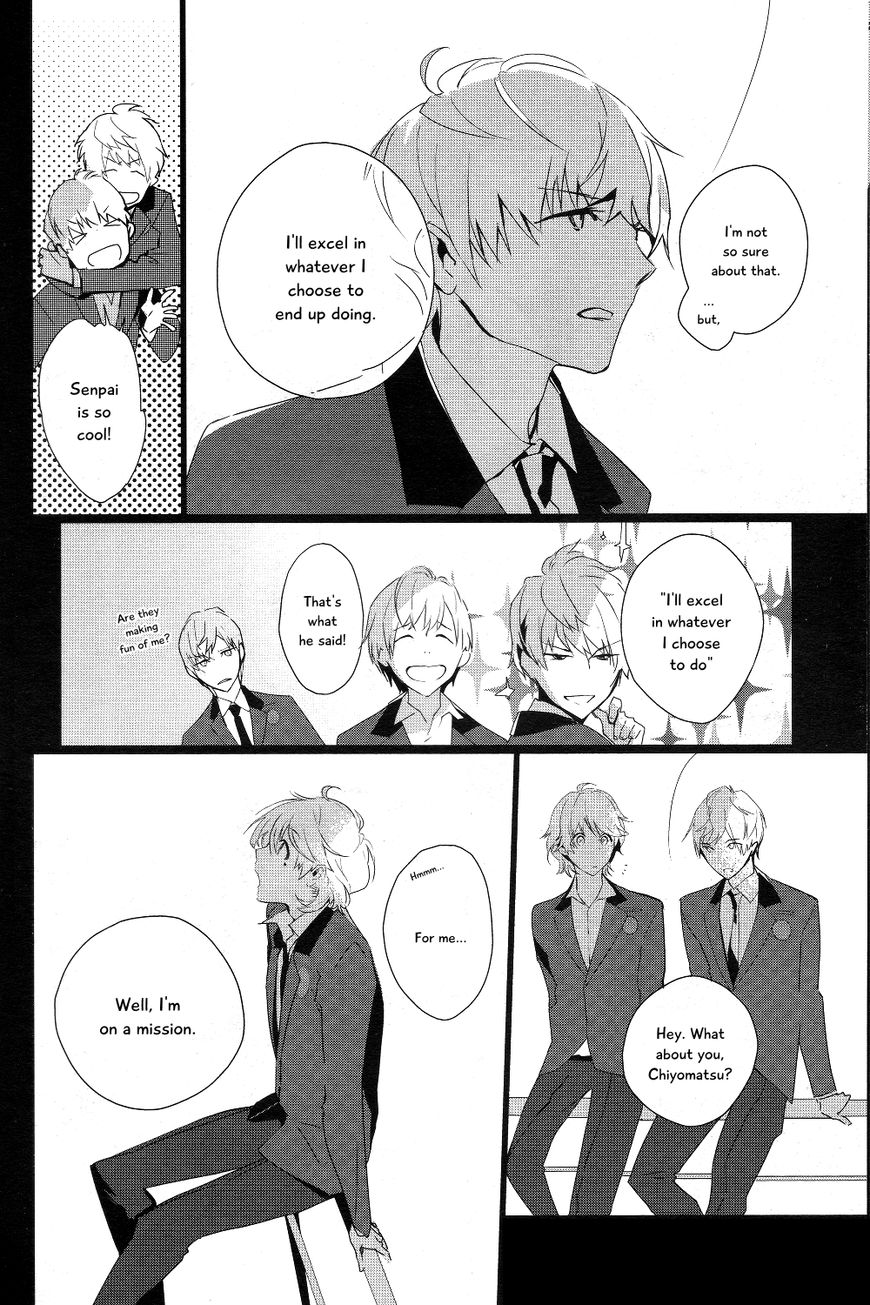 I'm not
so sure
about that.
...
but,
I'll excel in
whatever I
choose to
end up doing.
Senpai
is so
cool!
"I'll excel
in whatever
I choose
to do"
That's
what
he said!
Are they
making
fun of me?
Hey. What
about you,
Chiyomatsu?
Hmmm...
For me...
Well, I'm
on a mission.